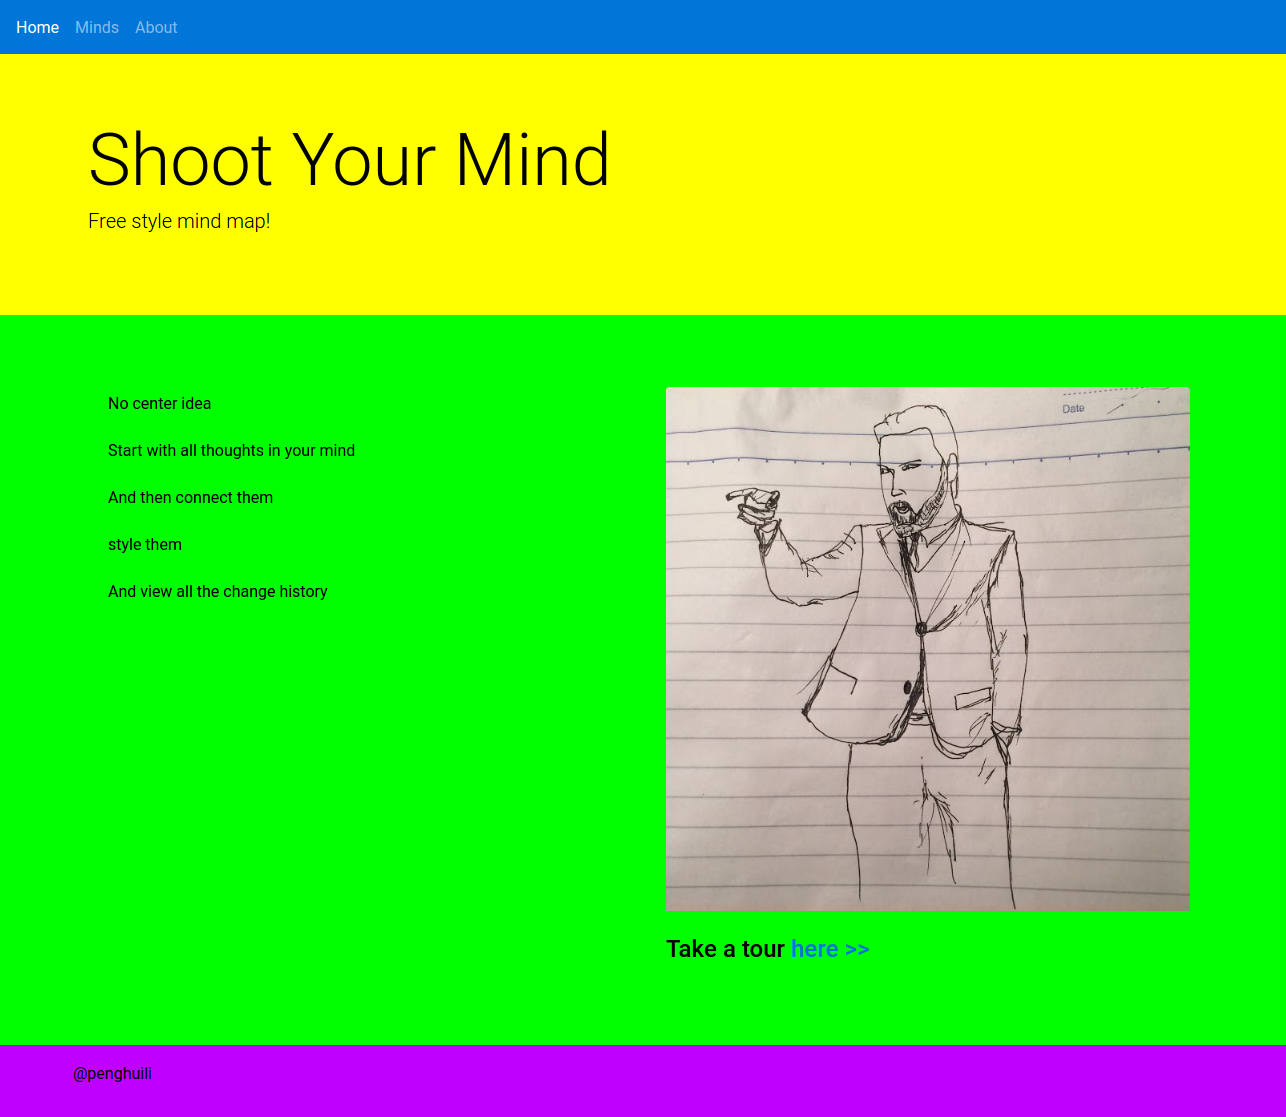 Home Minds About
Shoot Your Mind
Free style mind map!
No center idea
Start with all thoughts in your mind
And then connect them
style them
And view all the change history
Date
Take a tour here >>
@penghuili